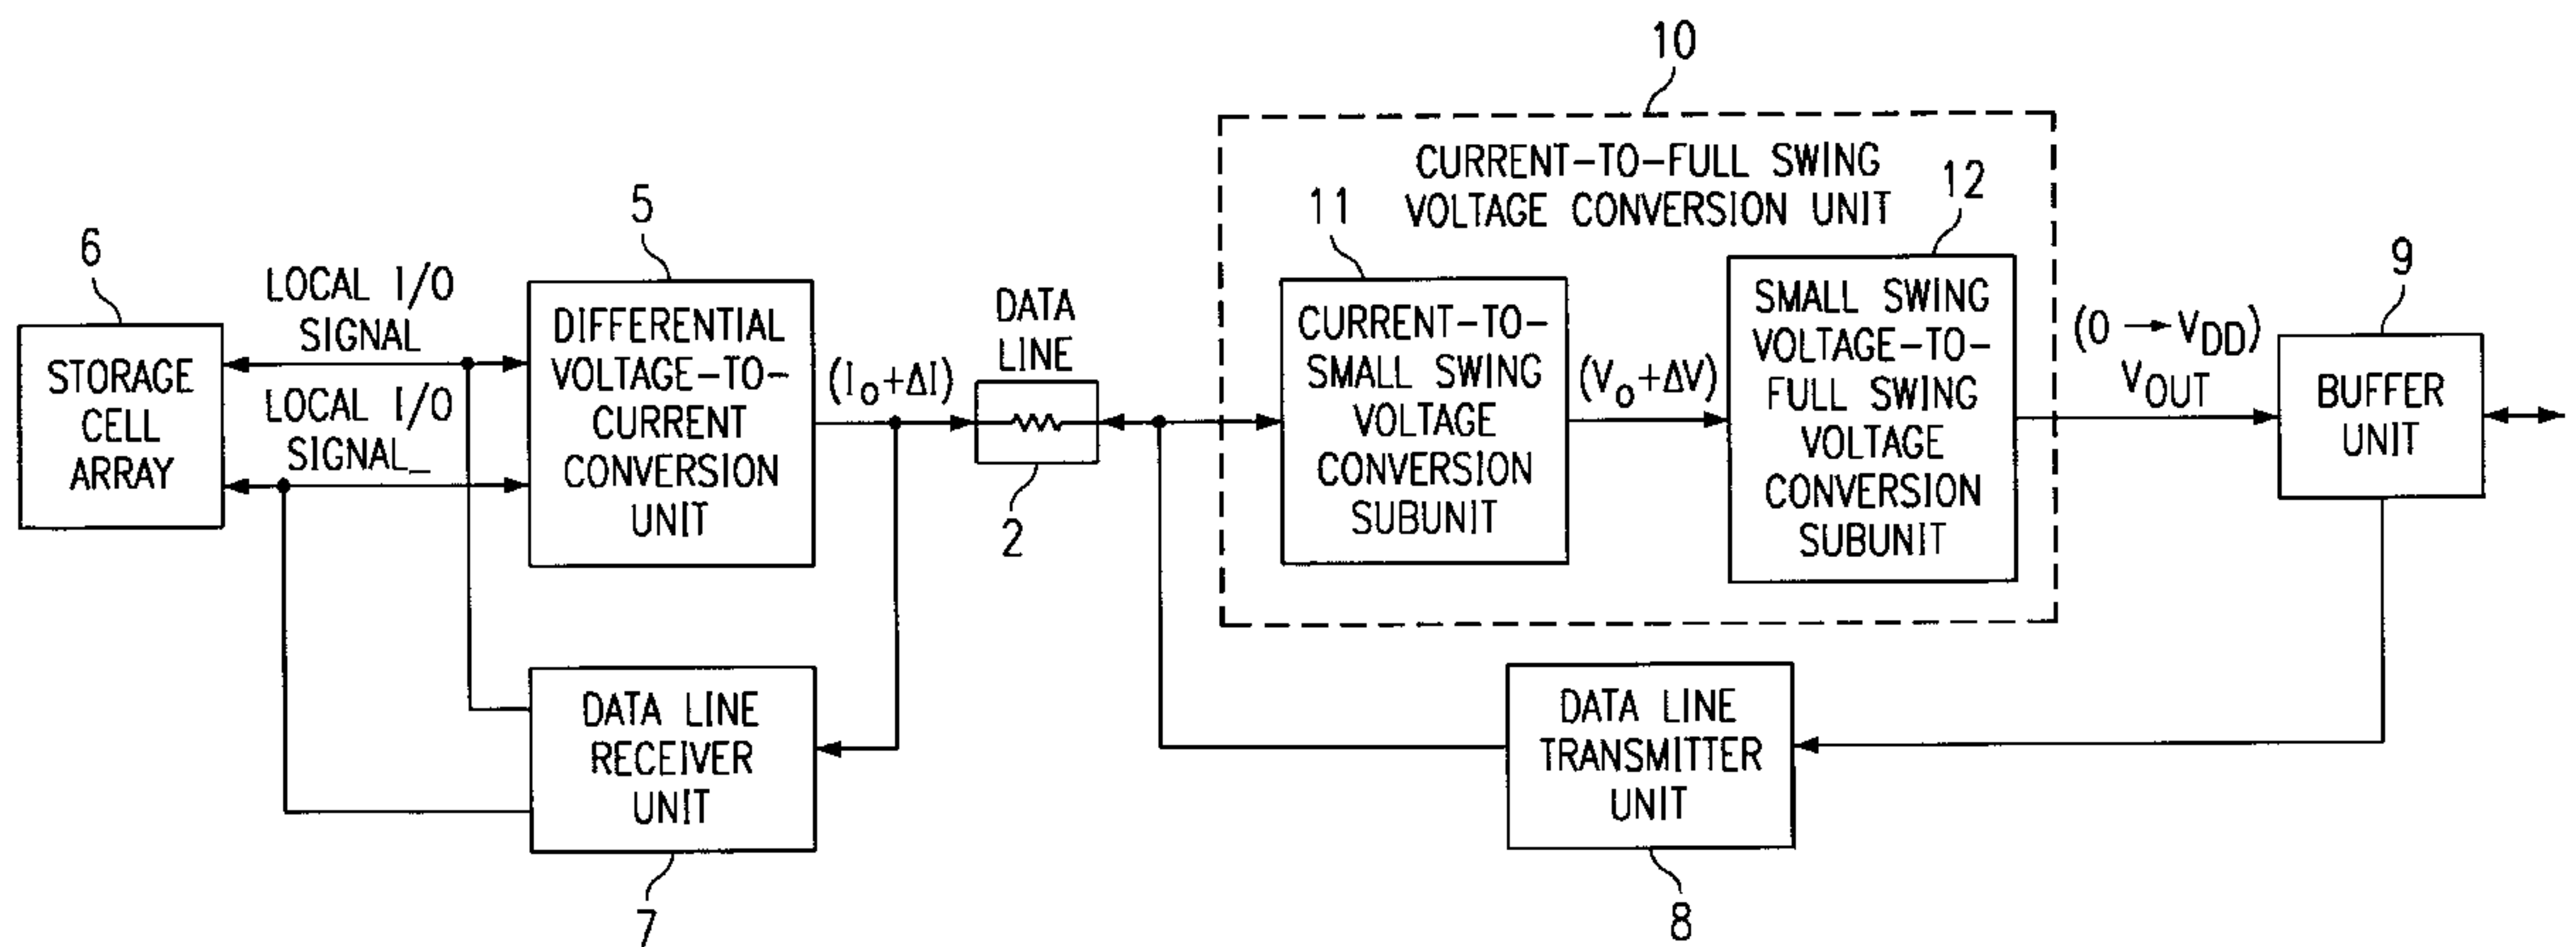 10
CURRENT-TO-FULL SWING
VOLTAGE CONVERSION UNIT
6
STORAGE
CELL
ARRAY
LOCAL I/O
SIGNAL
LOCAL I/O
SIGNAL_
5
DIFFERENTIAL
VOLTAGE-TO-
CURRENT
CONVERSION
UNIT
(I₀+ΔI)
DATA
LINE
2
11
CURRENT-TO-
SMALL SWING
VOLTAGE
CONVERSION
SUBUNIT
(V₀+ΔV)
12
SMALL SWING
VOLTAGE-TO-
FULL SWING
VOLTAGE
CONVERSION
SUBUNIT
(0 → V_DD)
V_OUT
9
BUFFER
UNIT
DATA LINE
RECEIVER
UNIT
7
DATA LINE
TRANSMITTER
UNIT
8